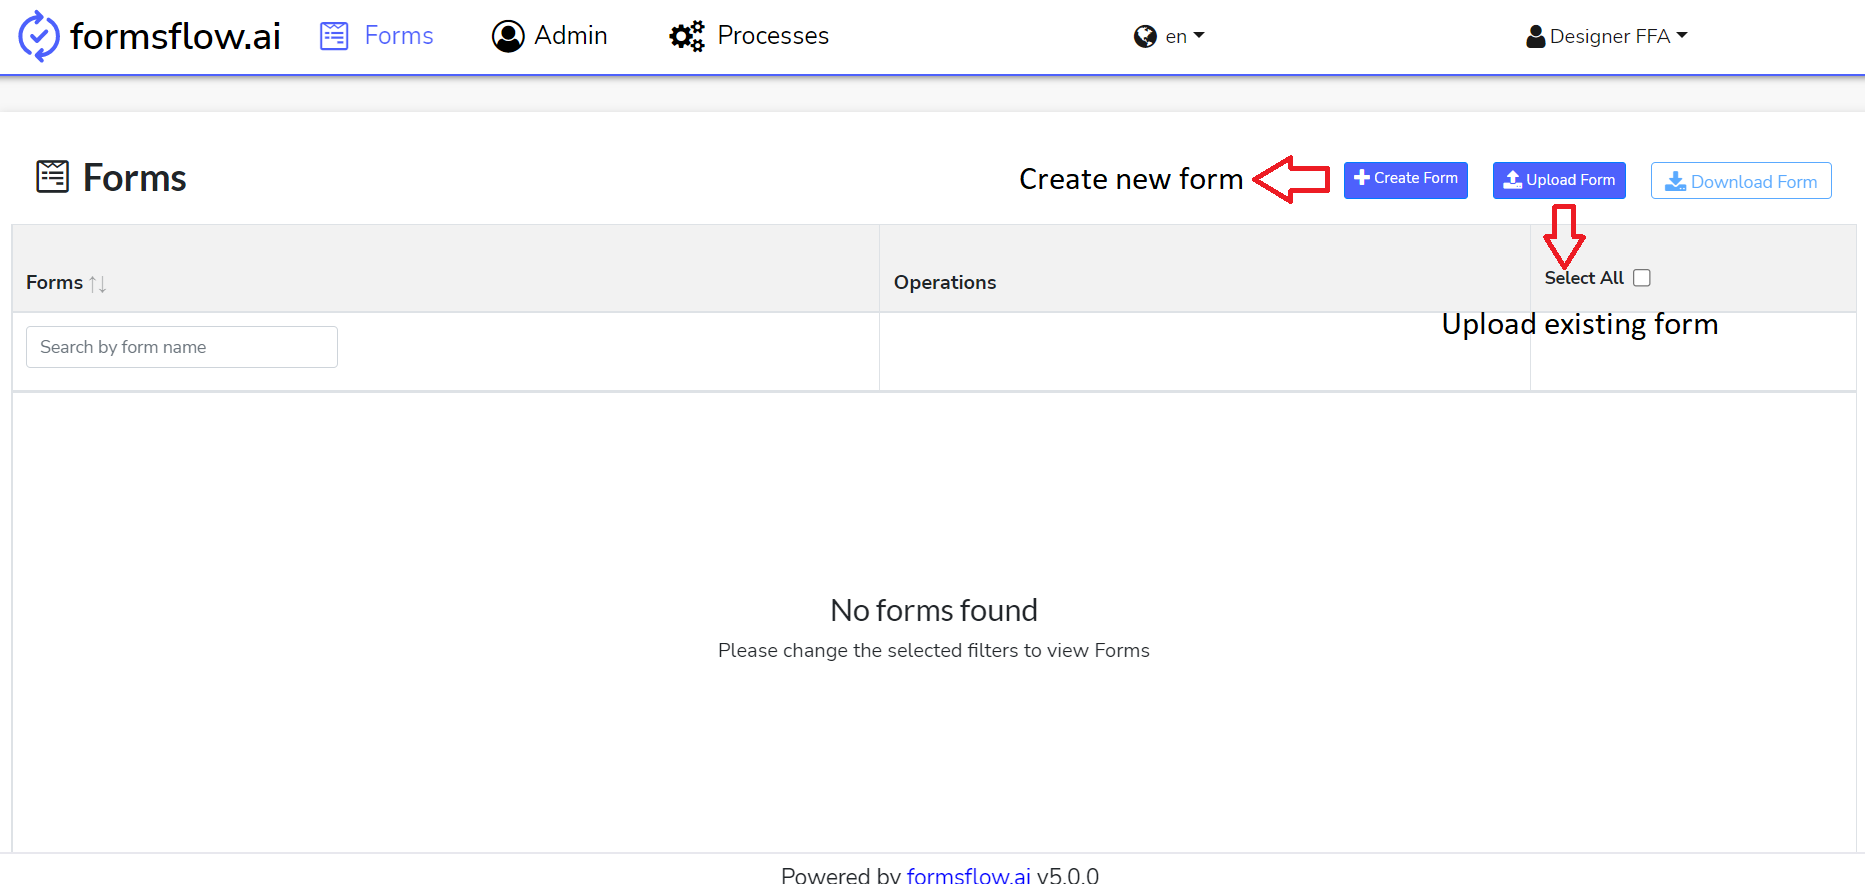 formsflow.ai Forms Admin Processes en Designer FFA
Forms Create new form Create Form Upload Form Download Form
Forms Operations Select All
Upload existing form
Search by form name
No forms found
Please change the selected filters to view Forms
Powered by formsflow.ai v5.0.0